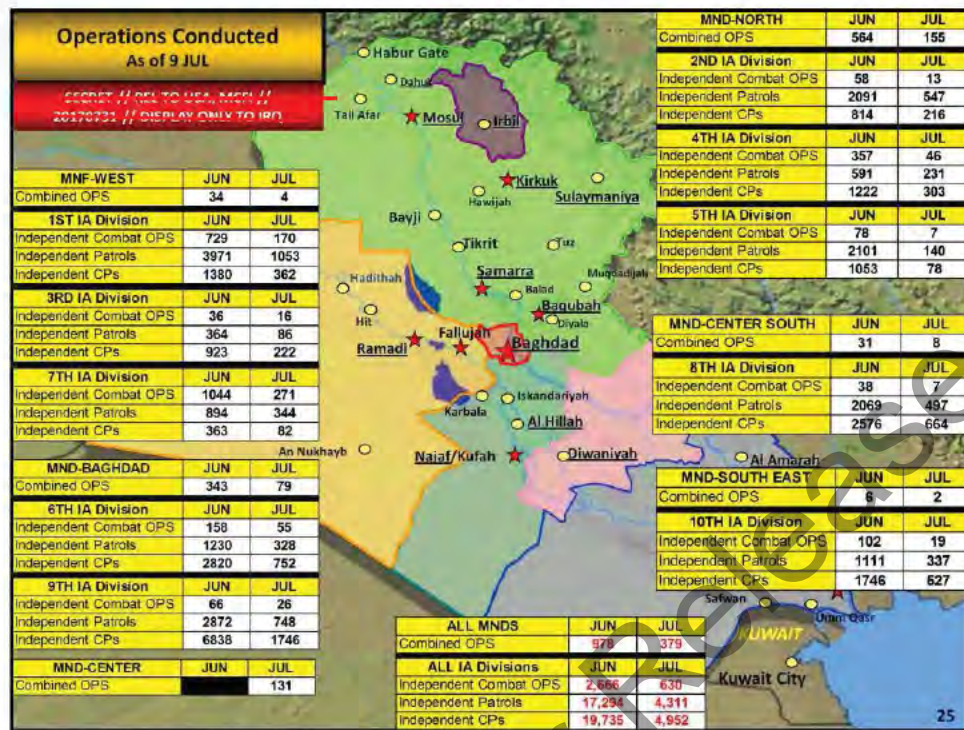 Operations Conducted
As of 9 JUL
SECRET // REL TO USA, MCFI //
20170731 // DISPLAY ONLY TO IRQ
MNF-WEST JUN JUL
Combined OPS 34 4
1ST IA Division JUN JUL
Independent Combat OPS 729 170
Independent Patrols 3971 1053
Independent CPs 1380 362
3RD IA Division JUN JUL
Independent Combat OPS 36 16
Independent Patrols 364 86
Independent CPs 923 222
7TH IA Division JUN JUL
Independent Combat OPS 1044 271
Independent Patrols 894 344
Independent CPs 363 82
MND-BAGHDAD JUN JUL
Combined OPS 343 79
6TH IA Division JUN JUL
Independent Combat OPS 158 55
Independent Patrols 1230 328
Independent CPs 2820 752
9TH IA Division JUN JUL
Independent Combat OPS 66 26
Independent Patrols 2872 748
Independent CPs 6838 1746
MND-CENTER JUN JUL
Combined OPS 131
Habur Gate
Dahuk
Tall Afar
Mosul
Irbil
Kirkuk
Hawijah
Sulaymaniya
Bayji
Tikrit
Tuz
Samarra
Muqdadijah
Hadithah
Balad
Baqubah
Hit
Diyala
Fallujah
Ramadi
Baghdad
Karbala
Iskandariyah
Al Hillah
An Nukhayb
Najaf/Kufah
Diwaniyah
Al Amarah
Safwan
Umm Qasr
KUWAIT
Kuwait City
MND-NORTH JUN JUL
Combined OPS 564 155
2ND IA Division JUN JUL
Independent Combat OPS 58 13
Independent Patrols 2091 547
Independent CPs 814 216
4TH IA Division JUN JUL
Independent Combat OPS 357 46
Independent Patrols 591 231
Independent CPs 1222 303
5TH IA Division JUN JUL
Independent Combat OPS 78 7
Independent Patrols 2101 140
Independent CPs 1053 78
MND-CENTER SOUTH JUN JUL
Combined OPS 31 8
8TH IA Division JUN JUL
Independent Combat OPS 38 7
Independent Patrols 2069 497
Independent CPs 2576 664
MND-SOUTH EAST JUN JUL
Combined OPS 6 2
10TH IA Division JUN JUL
Independent Combat OPS 102 19
Independent Patrols 1111 337
Independent CPs 1746 527
ALL MNDS JUN JUL
Combined OPS 978 379
ALL IA Divisions JUN JUL
Independent Combat OPS 2,666 630
Independent Patrols 17,294 4,311
Independent CPs 19,735 4,952
25
Release